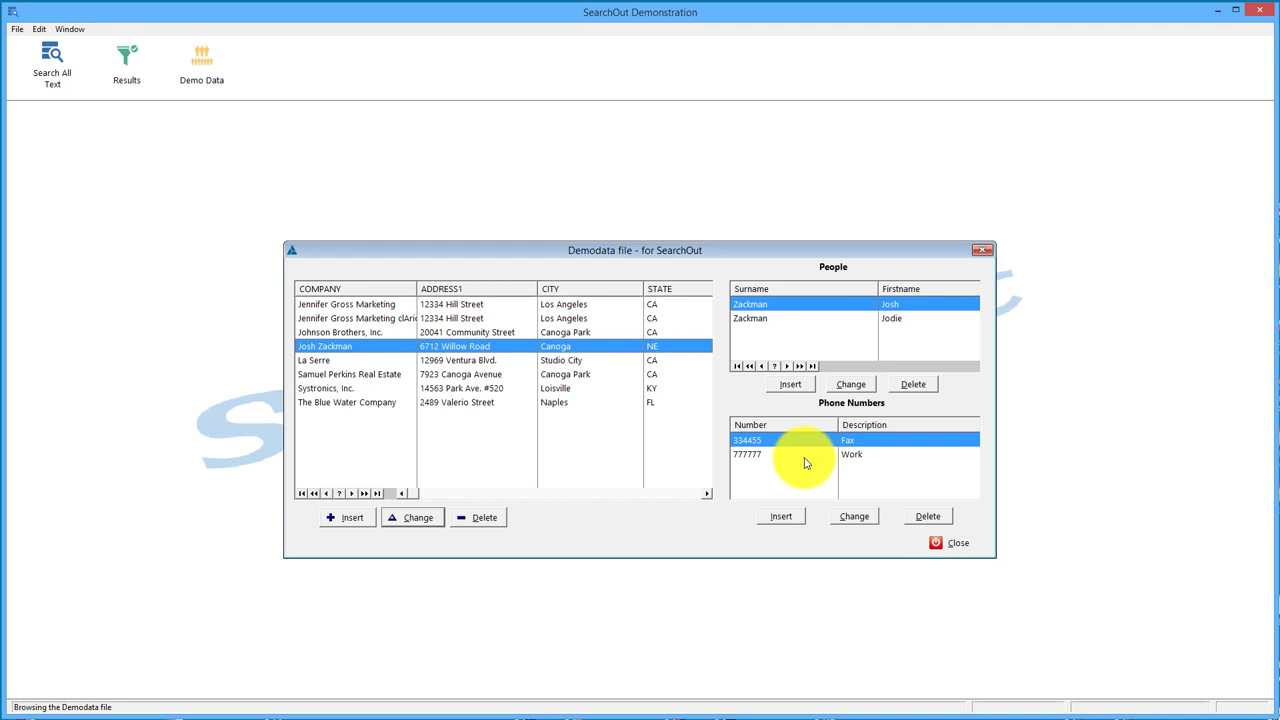 SearchOut Demonstration
File Edit Window
Search All
Text
Results
Demo Data
Demodata file - for SearchOut
People
COMPANY ADDRESS1 CITY STATE
Jennifer Gross Marketing 12334 Hill Street Los Angeles CA
Jennifer Gross Marketing clAric 12334 Hill Street Los Angeles CA
Johnson Brothers, Inc. 20041 Community Street Canoga Park CA
Josh Zackman 6712 Willow Road Canoga NE
La Serre 12969 Ventura Blvd. Studio City CA
Samuel Perkins Real Estate 7923 Canoga Avenue Canoga Park CA
Systronics, Inc. 14563 Park Ave. #520 Loisville KY
The Blue Water Company 2489 Valerio Street Naples FL
Insert Change Delete
Surname Firstname
Zackman Josh
Zackman Jodie
Insert Change Delete
Phone Numbers
Number Description
334455 Fax
777777 Work
Insert Change Delete
Close
Browsing the Demodata file